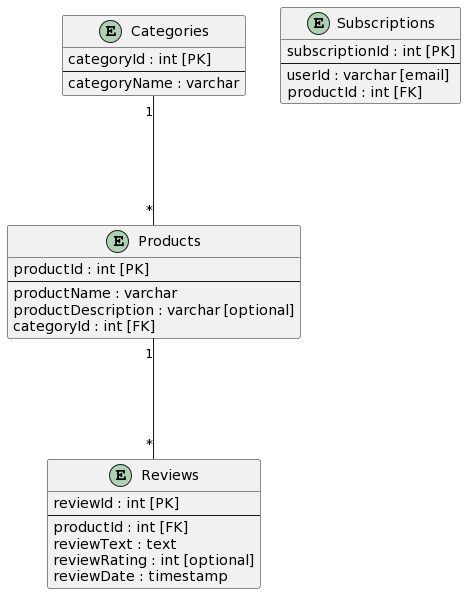 E Categories
categoryId : int [PK]
categoryName : varchar
E Subscriptions
subscriptionId : int [PK]
userId : varchar [email]
productId : int [FK]
1
*
E Products
productId : int [PK]
productName : varchar
productDescription : varchar [optional]
categoryId : int [FK]
1
*
E Reviews
reviewId : int [PK]
productId : int [FK]
reviewText : text
reviewRating : int [optional]
reviewDate : timestamp